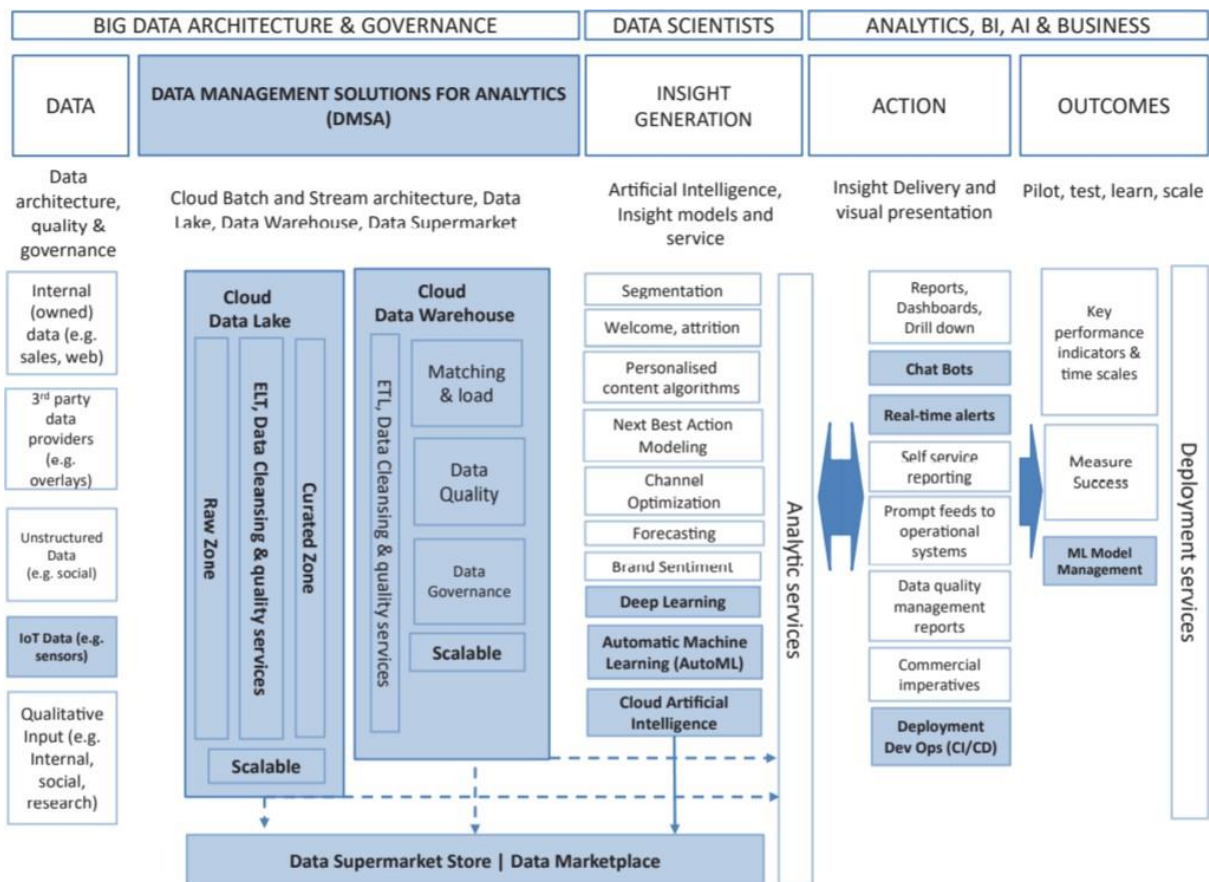 BIG DATA ARCHITECTURE & GOVERNANCE
DATA SCIENTISTS
ANALYTICS, BI, AI & BUSINESS
DATA
DATA MANAGEMENT SOLUTIONS FOR ANALYTICS
(DMSA)
INSIGHT
GENERATION
ACTION
OUTCOMES
Data
architecture,
quality &
governance
Cloud Batch and Stream architecture, Data
Lake, Data Warehouse, Data Supermarket
Artificial Intelligence,
Insight models and
service
Insight Delivery and
visual presentation
Pilot, test, learn, scale
Internal
(owned)
data (e.g.
sales, web)
3rd party
data
providers
(e.g.
overlays)
Unstructured
Data
(e.g. social)
IoT Data (e.g.
sensors)
Qualitative
Input (e.g.
Internal,
social,
research)
Cloud
Data Lake
Raw Zone
ELT, Data Cleansing & quality services
Curated Zone
Scalable
Cloud
Data Warehouse
ETL, Data Cleansing & quality services
Matching
& load
Data
Quality
Data
Governance
Scalable
Segmentation
Welcome, attrition
Personalised
content algorithms
Next Best Action
Modeling
Channel
Optimization
Forecasting
Brand Sentiment
Deep Learning
Automatic Machine
Learning (AutoML)
Cloud Artificial
Intelligence
Analytic services
Reports,
Dashboards,
Drill down
Chat Bots
Real-time alerts
Self service
reporting
Prompt feeds to
operational
systems
Data quality
management
reports
Commercial
imperatives
Deployment
Dev Ops (CI/CD)
Key
performance
indicators &
time scales
Measure
Success
ML Model
Management
Deployment services
Data Supermarket Store | Data Marketplace